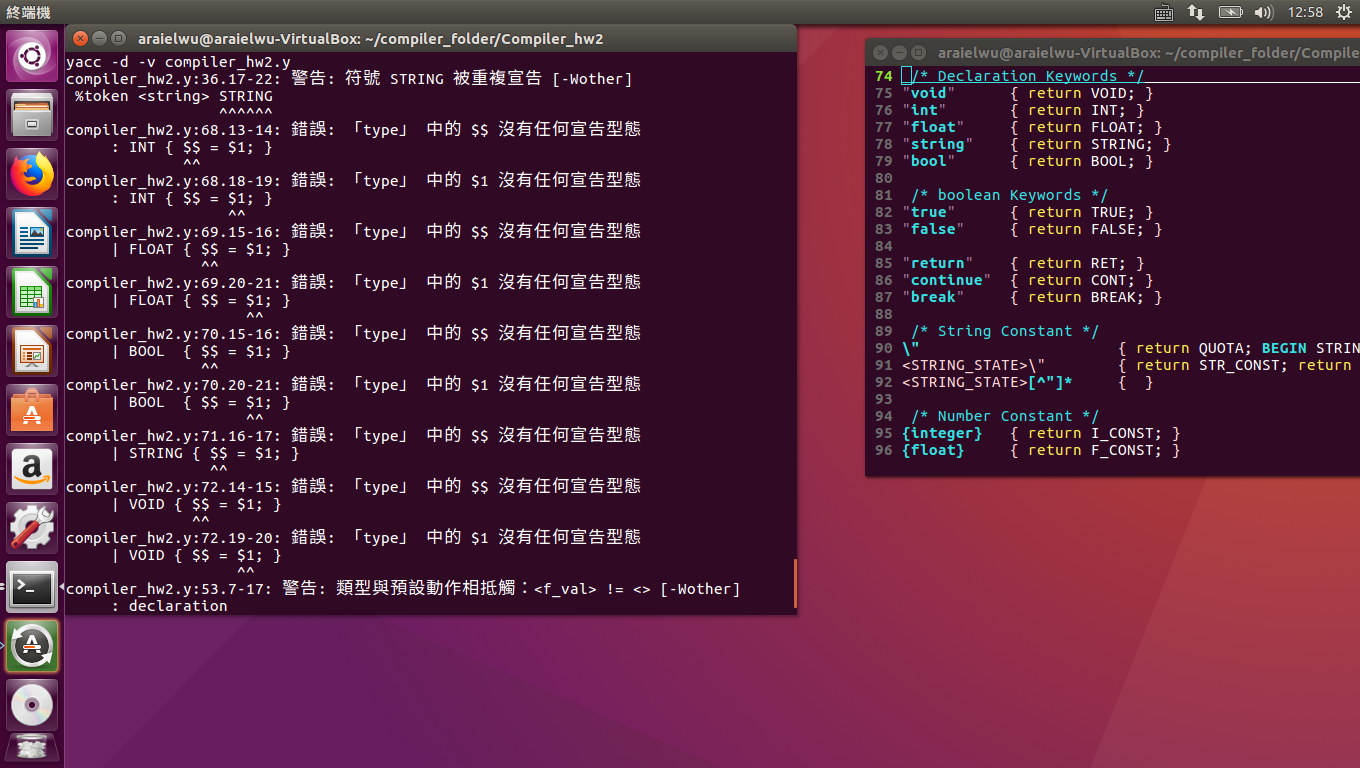 終端機
12:58
araielwu@araielwu-VirtualBox: ~/compiler_folder/Compiler_hw2
yacc -d -v compiler_hw2.y
compiler_hw2.y:36.17-22: 警告: 符號 STRING 被重複宣告 [-Wother]
 %token <string> STRING
                 ^^^^^^
compiler_hw2.y:68.13-14: 錯誤: 「type」 中的 $$ 沒有任何宣告型態
     : INT { $$ = $1; }
             ^^
compiler_hw2.y:68.18-19: 錯誤: 「type」 中的 $1 沒有任何宣告型態
     : INT { $$ = $1; }
                  ^^
compiler_hw2.y:69.15-16: 錯誤: 「type」 中的 $$ 沒有任何宣告型態
     | FLOAT { $$ = $1; }
               ^^
compiler_hw2.y:69.20-21: 錯誤: 「type」 中的 $1 沒有任何宣告型態
     | FLOAT { $$ = $1; }
                    ^^
compiler_hw2.y:70.15-16: 錯誤: 「type」 中的 $$ 沒有任何宣告型態
     | BOOL  { $$ = $1; }
               ^^
compiler_hw2.y:70.20-21: 錯誤: 「type」 中的 $1 沒有任何宣告型態
     | BOOL  { $$ = $1; }
                    ^^
compiler_hw2.y:71.16-17: 錯誤: 「type」 中的 $$ 沒有任何宣告型態
     | STRING { $$ = $1; }
                ^^
compiler_hw2.y:72.14-15: 錯誤: 「type」 中的 $$ 沒有任何宣告型態
     | VOID { $$ = $1; }
              ^^
compiler_hw2.y:72.19-20: 錯誤: 「type」 中的 $1 沒有任何宣告型態
     | VOID { $$ = $1; }
                   ^^
compiler_hw2.y:53.7-17: 警告: 類型與預設動作相抵觸：<f_val> != <> [-Wother]
     : declaration
araielwu@araielwu-VirtualBox: ~/compiler_folder/Compile
74  /* Declaration Keywords */
75 "void"      { return VOID; }
76 "int"       { return INT; }
77 "float"     { return FLOAT; }
78 "string"    { return STRING; }
79 "bool"      { return BOOL; }
80
81  /* boolean Keywords */
82 "true"      { return TRUE; }
83 "false"     { return FALSE; }
84
85 "return"    { return RET; }
86 "continue"  { return CONT; }
87 "break"     { return BREAK; }
88
89  /* String Constant */
90 \"                      { return QUOTA; BEGIN STRIN
91 <STRING_STATE>\"        { return STR_CONST; return
92 <STRING_STATE>[^"]*     {  }
93
94  /* Number Constant */
95 {integer}   { return I_CONST; }
96 {float}     { return F_CONST; }